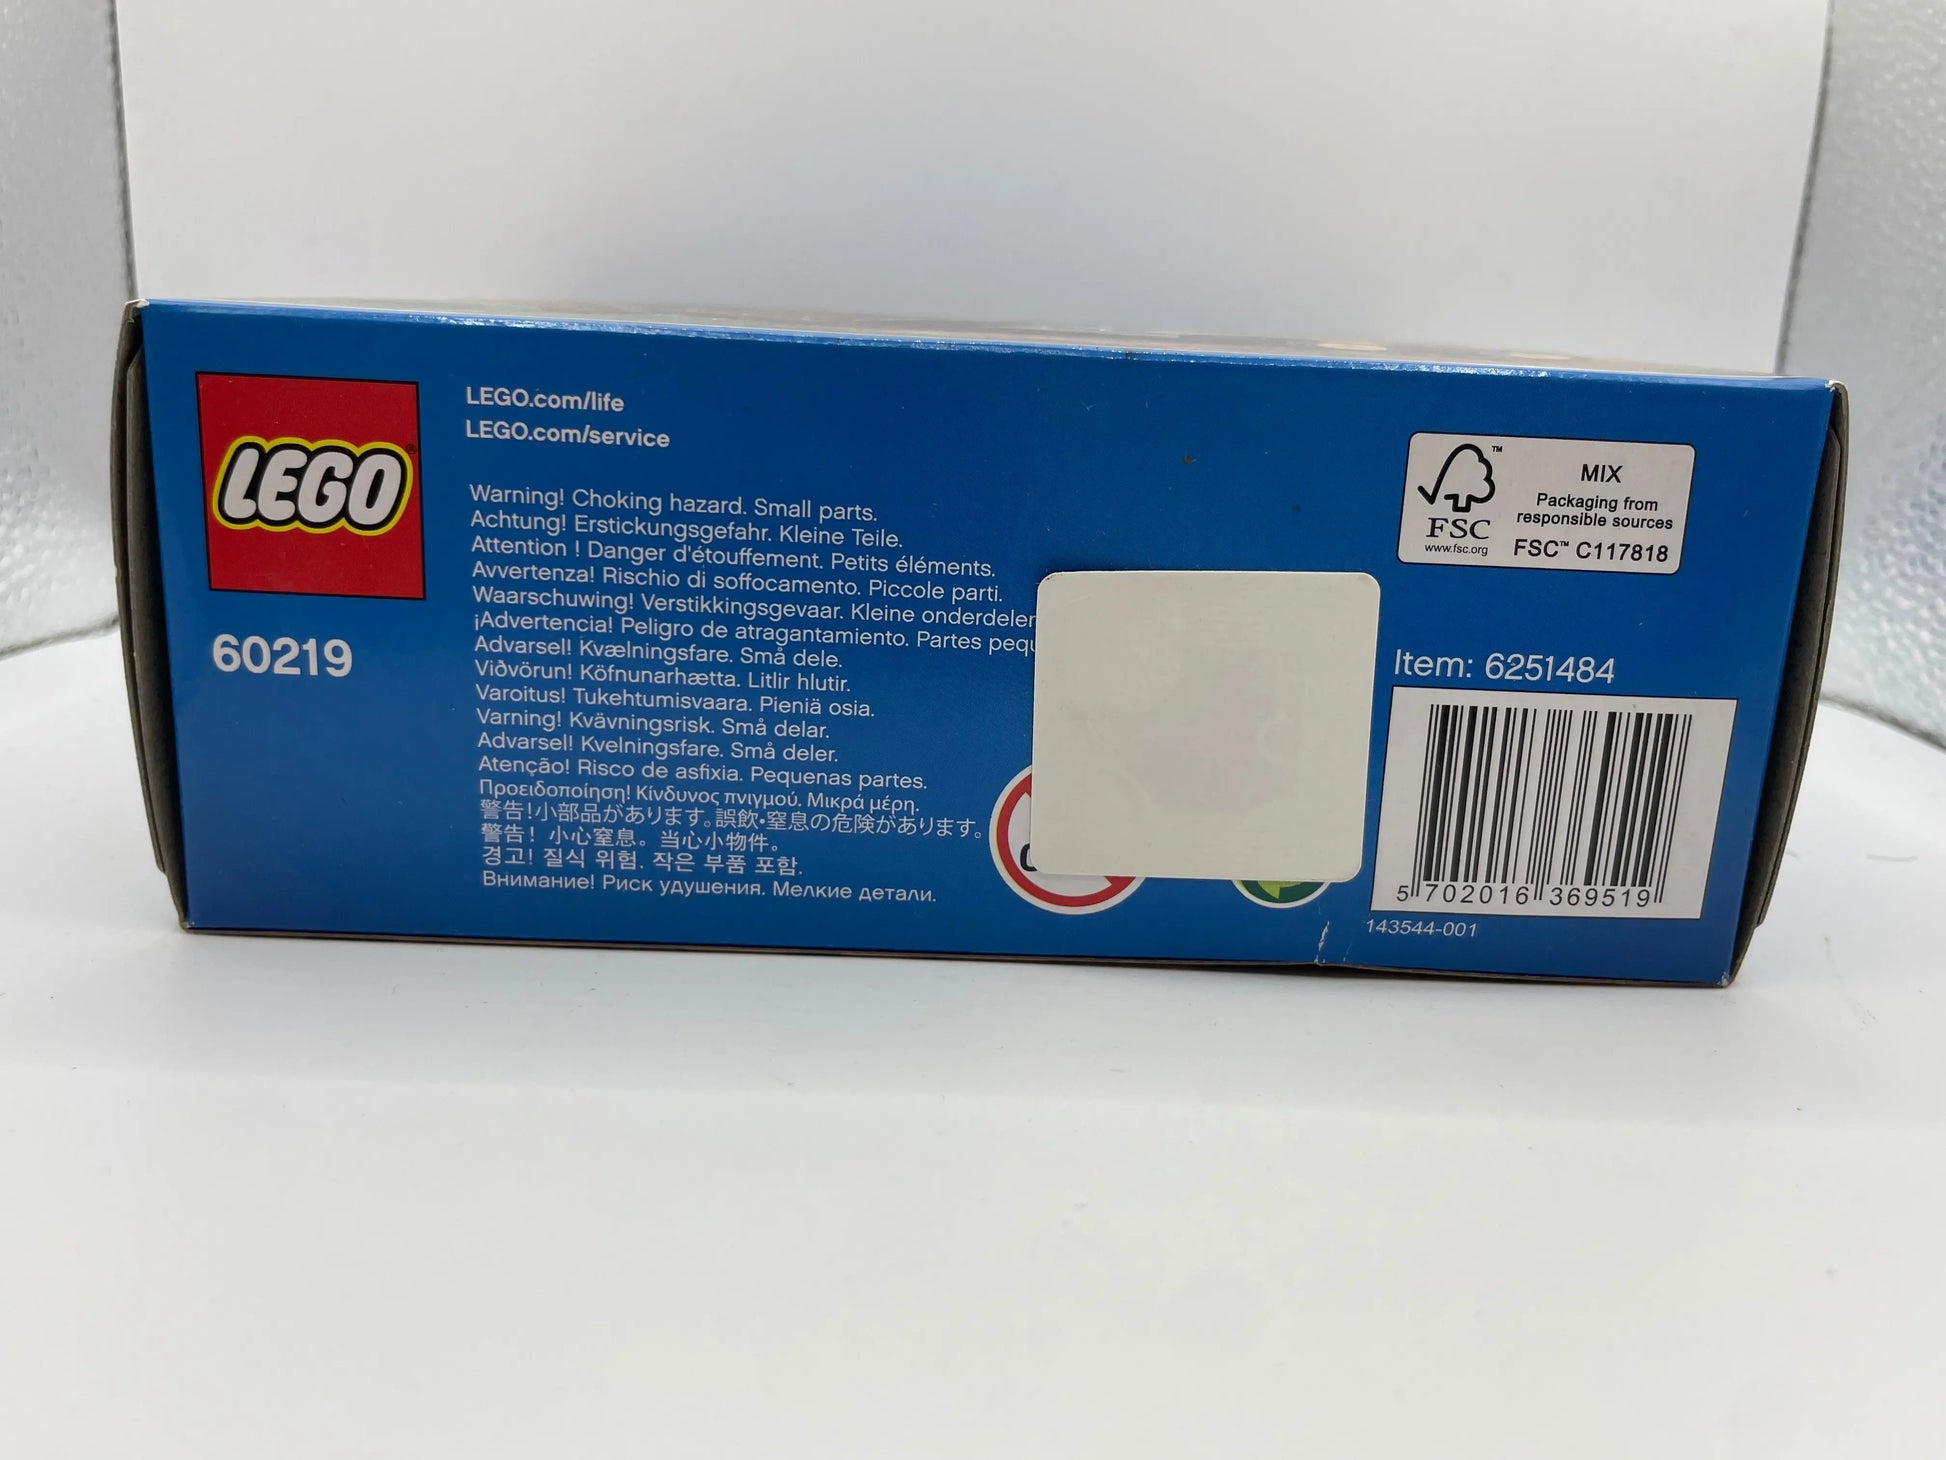 LEGO®
60219
LEGO.com/life
LEGO.com/service
Warning! Choking hazard. Small parts.
Achtung! Erstickungsgefahr. Kleine Teile.
Attention ! Danger d'étouffement. Petits éléments.
Avvertenza! Rischio di soffocamento. Piccole parti.
Waarschuwing! Verstikkingsgevaar. Kleine
¡Advertencia! Peligro de atragantamiento. Partes
Advarsel! Kvælningsfare. Små dele.
Viðvörun! Köfnunarhætta. Litlir hlutir.
Varoitus! Tukehtumisvaara. Pieniä osia.
Varning! Kvävningsrisk. Små delar.
Advarsel! Kvelningsfare. Små deler.
Atenção! Risco de asfixia. Pequenas partes.
Προειδοποίηση! Κίνδυνος πνιγμού. Μικρά μέρη.
警告!小部品があります。誤飲・窒息の危険があります。
警告! 小心窒息。当心小物件。
경고! 질식 위험. 작은 부품 포함.
Внимание! Риск удушения. Мелкие детали.
FSC
™
www.fsc.org
MIX
Packaging from
responsible sources
FSC™ C117818
Item: 6251484
5 702016 369519
143544-001